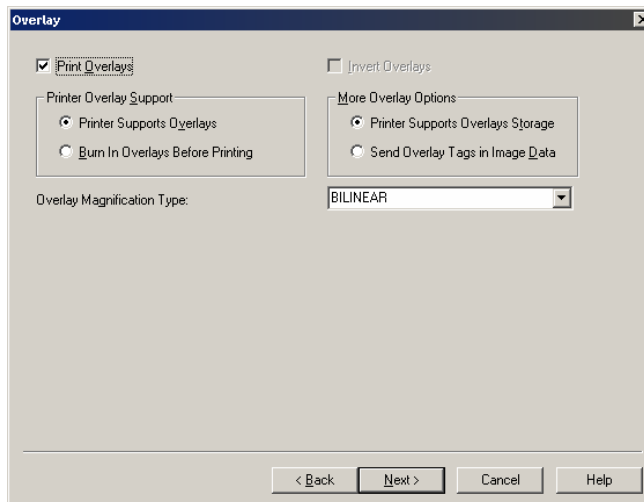 Overlay
Print Overlays
Invert Overlays
Printer Overlay Support
More Overlay Options
Printer Supports Overlays
Printer Supports Overlays Storage
Burn In Overlays Before Printing
Send Overlay Tags in Image Data
Overlay Magnification Type:
BILINEAR
< Back
Next >
Cancel
Help